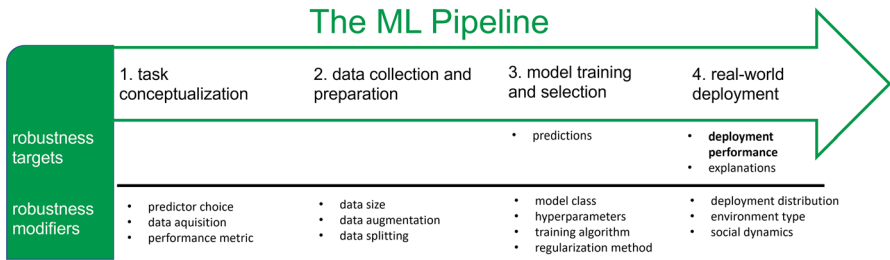 The ML Pipeline
1. task
conceptualization
2. data collection and
preparation
3. model training
and selection
4. real-world
deployment
robustness
targets
• predictions
• deployment
performance
• explanations
robustness
modifiers
• predictor choice
• data aquisition
• performance metric
• data size
• data augmentation
• data splitting
• model class
• hyperparameters
• training algorithm
• regularization method
• deployment distribution
• environment type
• social dynamics